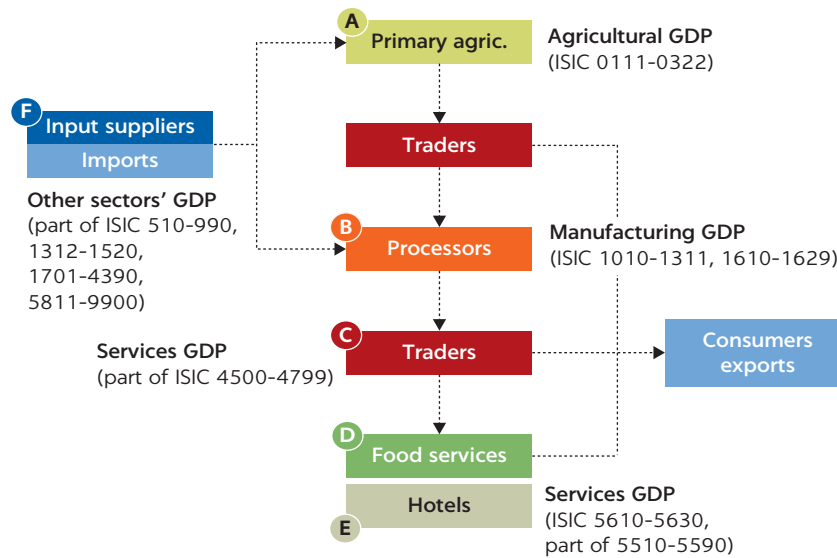 A
Primary agric.
Agricultural GDP
(ISIC 0111-0322)
F
Input suppliers
Imports
Traders
Other sectors’ GDP
(part of ISIC 510-990,
1312-1520,
1701-4390,
5811-9900)
B
Processors
Manufacturing GDP
(ISIC 1010-1311, 1610-1629)
Services GDP
(part of ISIC 4500-4799)
C
Traders
Consumers
exports
D
Food services
Hotels
E
Services GDP
(ISIC 5610-5630,
part of 5510-5590)